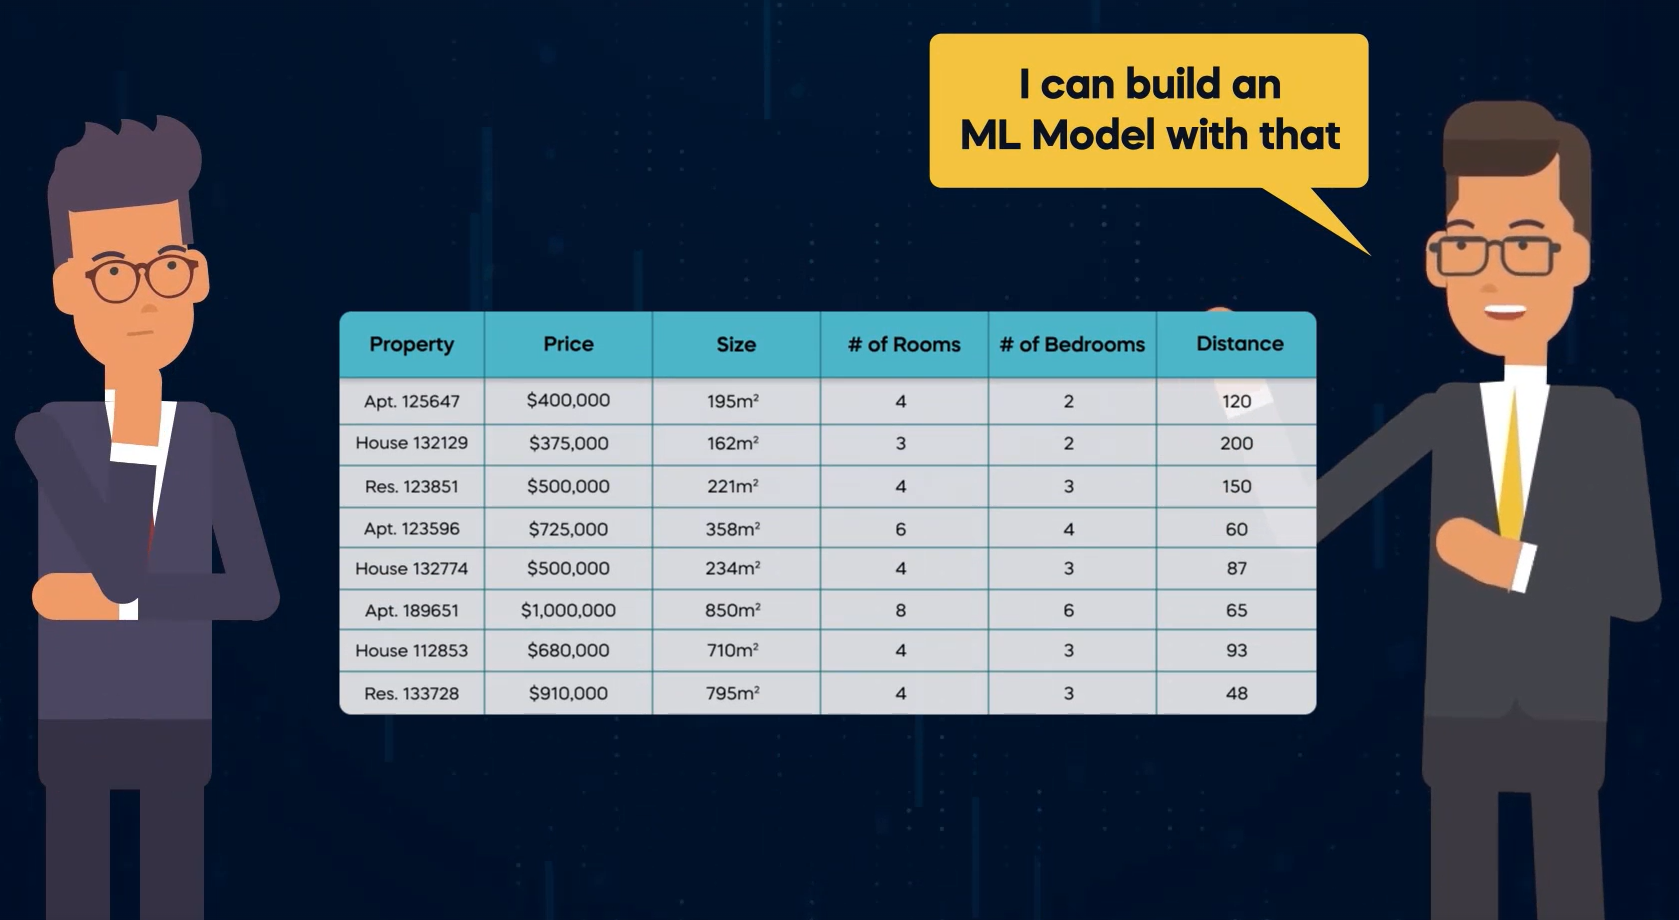 I can build an
ML Model with that
Property Price Size # of Rooms # of Bedrooms Distance
Apt. 125647 $400,000 195m² 4 2 120
House 132129 $375,000 162m² 3 2 200
Res. 123851 $500,000 221m² 4 3 150
Apt. 123596 $725,000 358m² 6 4 60
House 132774 $500,000 234m² 4 3 87
Apt. 189651 $1,000,000 850m² 8 6 65
House 112853 $680,000 710m² 4 3 93
Res. 133728 $910,000 795m² 4 3 48